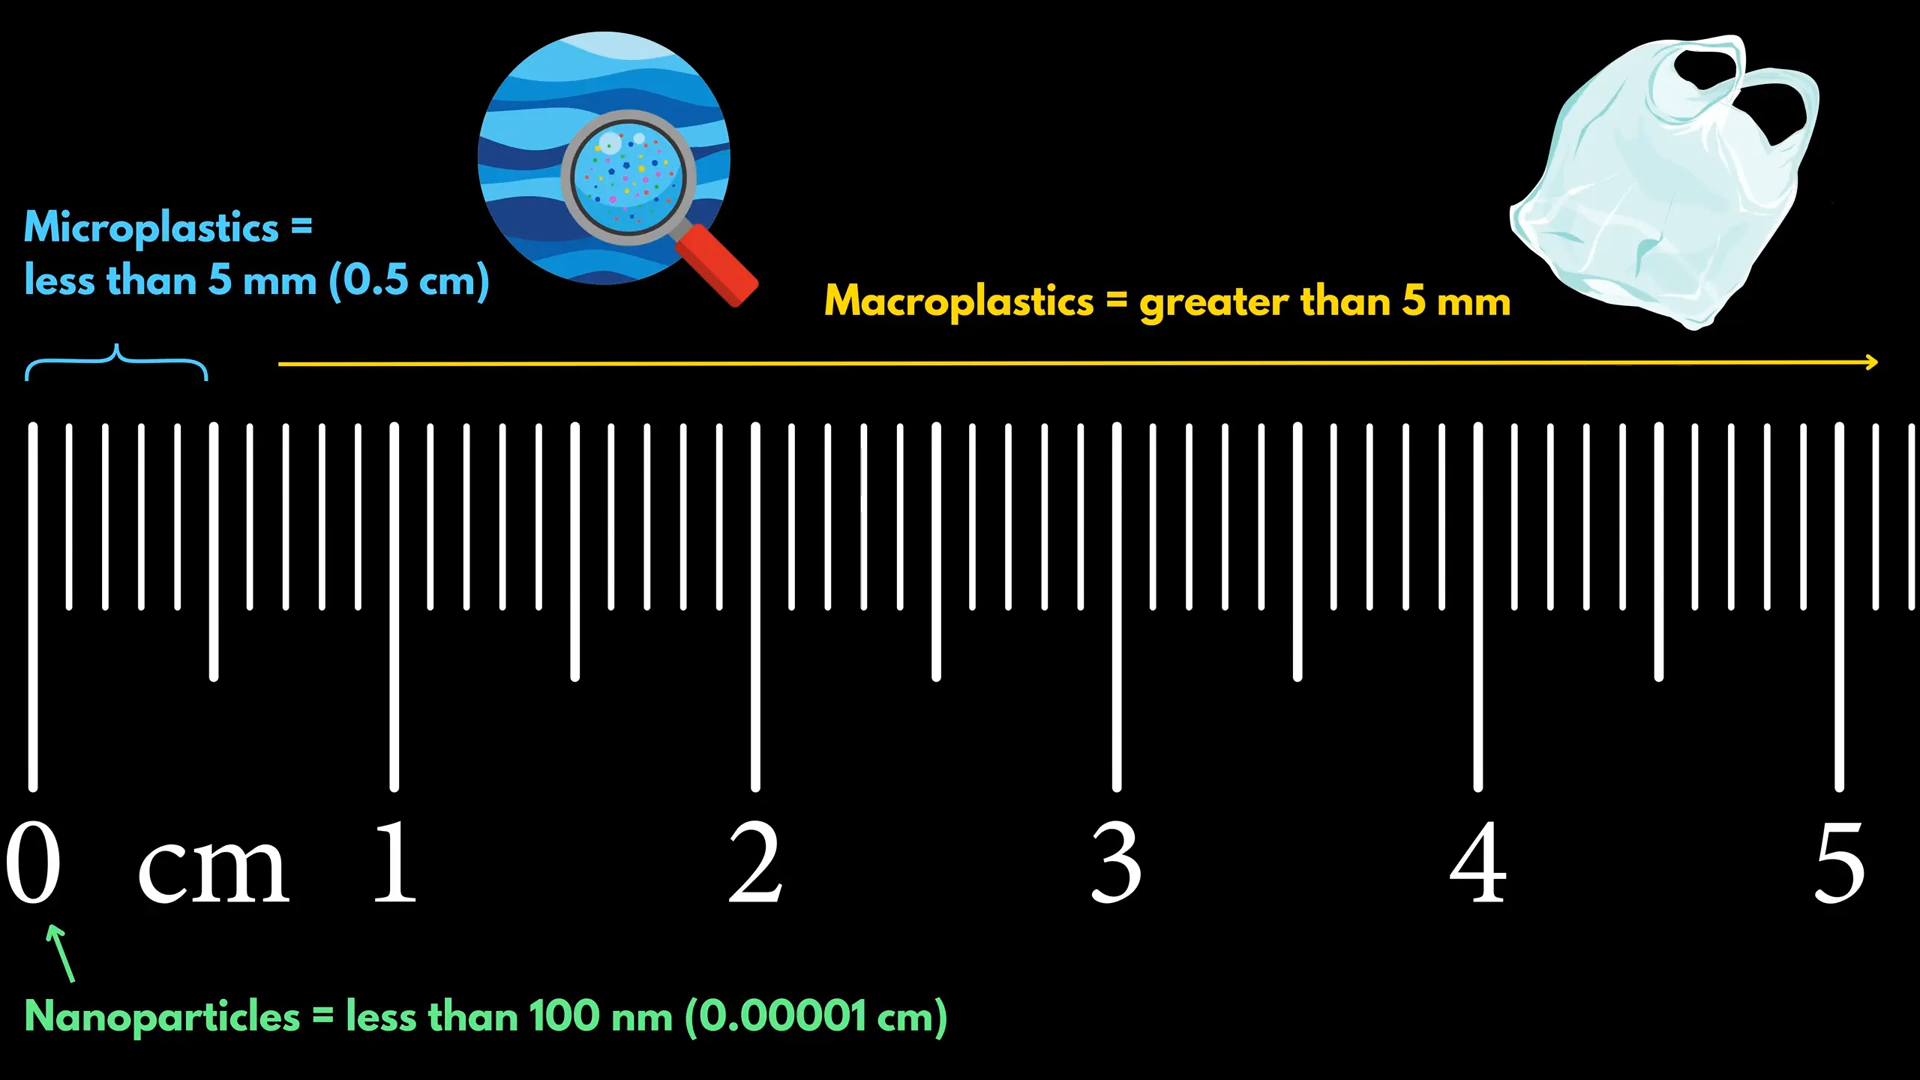 Microplastics =
less than 5 mm (0.5 cm)
Macroplastics = greater than 5 mm
0 cm 1 2 3 4 5
Nanoparticles = less than 100 nm (0.00001 cm)